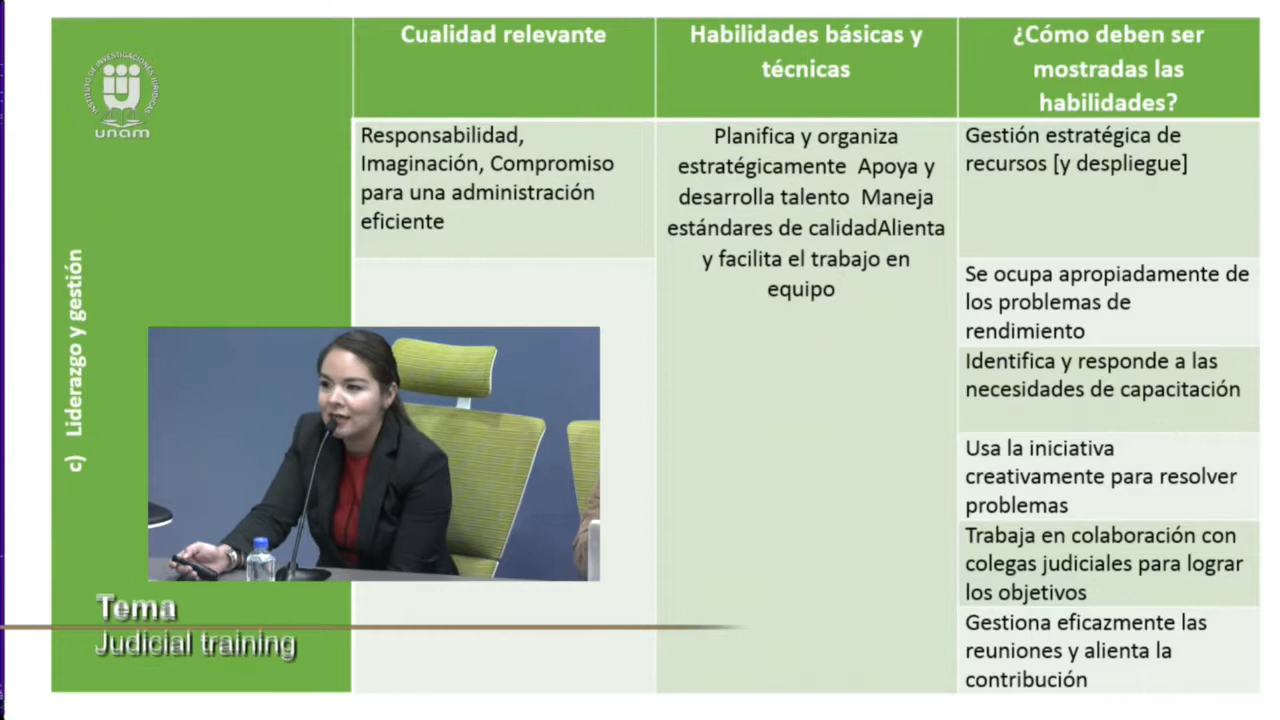 INSTITUTO DE INVESTIGACIONES JURÍDICAS
unam
Cualidad relevante
Habilidades básicas y
técnicas
¿Cómo deben ser
mostradas las
habilidades?
c) Liderazgo y gestión
Responsabilidad,
Imaginación, Compromiso
para una administración
eficiente
Planifica y organiza
estratégicamente Apoya y
desarrolla talento Maneja
estándares de calidadAlienta
y facilita el trabajo en
equipo
Gestión estratégica de
recursos [y despliegue]
Se ocupa apropiadamente de
los problemas de
rendimiento
Identifica y responde a las
necesidades de capacitación
Usa la iniciativa
creativamente para resolver
problemas
Trabaja en colaboración con
colegas judiciales para lograr
los objetivos
Gestiona eficazmente las
reuniones y alienta la
contribución
Tema
Judicial training